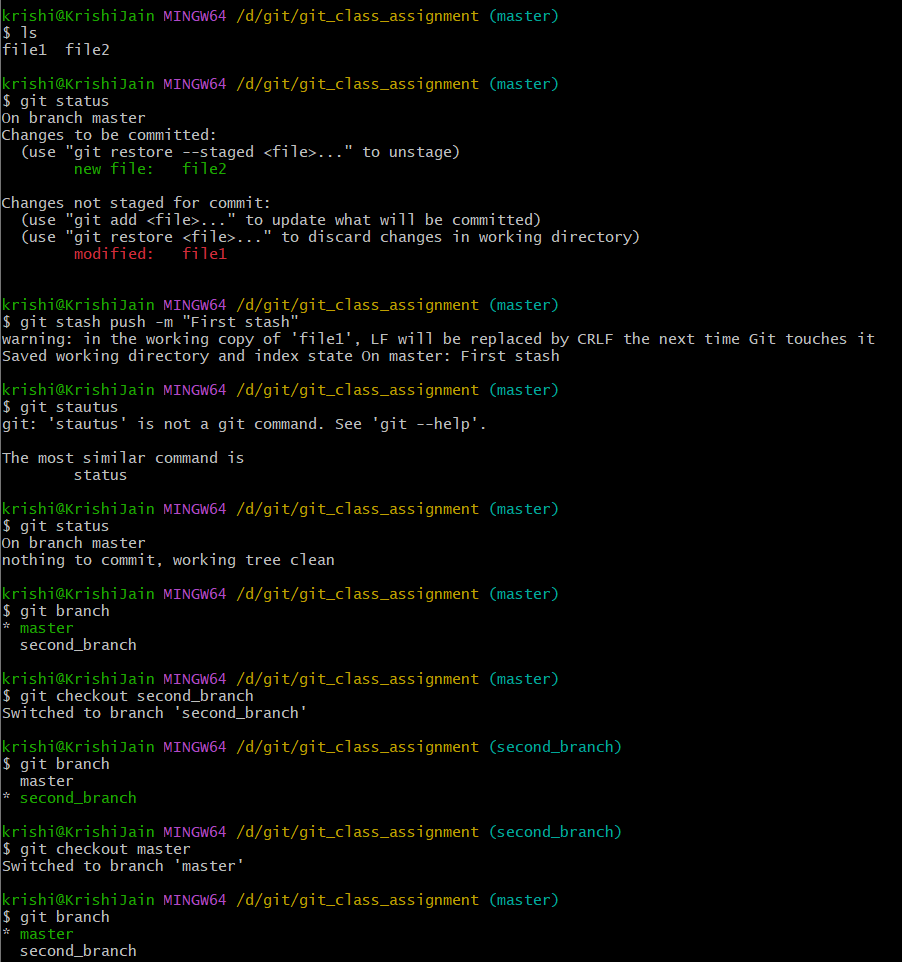 krishi@KrishiJain MINGW64 /d/git/git_class_assignment (master)
$ ls
file1  file2

krishi@KrishiJain MINGW64 /d/git/git_class_assignment (master)
$ git status
On branch master
Changes to be committed:
  (use "git restore --staged <file>..." to unstage)
        new file:   file2

Changes not staged for commit:
  (use "git add <file>..." to update what will be committed)
  (use "git restore <file>..." to discard changes in working directory)
        modified:   file1


krishi@KrishiJain MINGW64 /d/git/git_class_assignment (master)
$ git stash push -m "First stash"
warning: in the working copy of 'file1', LF will be replaced by CRLF the next time Git touches it
Saved working directory and index state On master: First stash

krishi@KrishiJain MINGW64 /d/git/git_class_assignment (master)
$ git stautus
git: 'stautus' is not a git command. See 'git --help'.

The most similar command is
        status

krishi@KrishiJain MINGW64 /d/git/git_class_assignment (master)
$ git status
On branch master
nothing to commit, working tree clean

krishi@KrishiJain MINGW64 /d/git/git_class_assignment (master)
$ git branch
* master
  second_branch

krishi@KrishiJain MINGW64 /d/git/git_class_assignment (master)
$ git checkout second_branch
Switched to branch 'second_branch'

krishi@KrishiJain MINGW64 /d/git/git_class_assignment (second_branch)
$ git branch
  master
* second_branch

krishi@KrishiJain MINGW64 /d/git/git_class_assignment (second_branch)
$ git checkout master
Switched to branch 'master'

krishi@KrishiJain MINGW64 /d/git/git_class_assignment (master)
$ git branch
* master
  second_branch